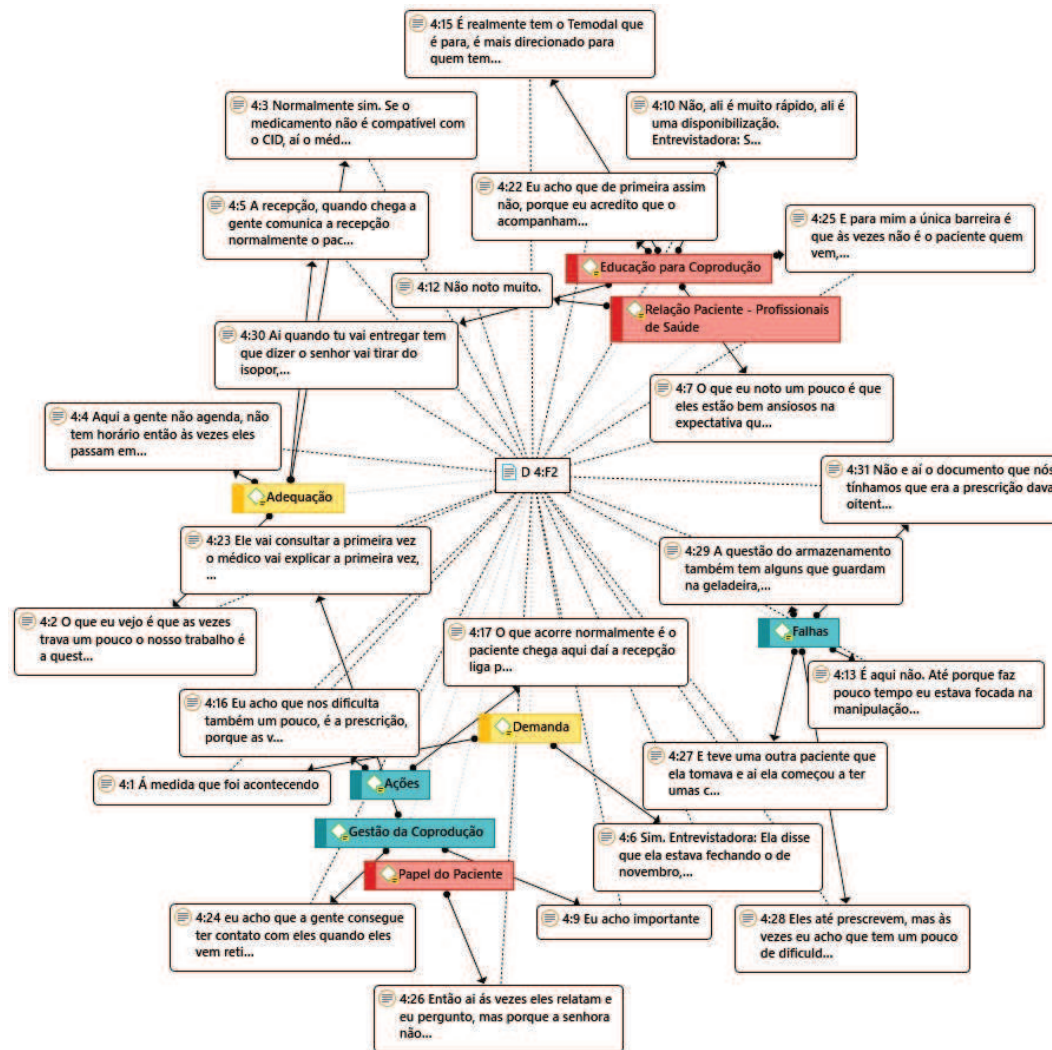 4:15 É realmente tem o Temodal que
é para, é mais direcionado para
quem tem...
4:3 Normalmente sim. Se o
medicamento não é compatível com
o CID, aí o méd...
4:10 Não, ali é muito rápido, ali é
uma disponibilização.
Entrevistadora: S...
4:22 Eu acho que de primeira assim
não, porque eu acredito que o
acompanham...
4:5 A recepção, quando chega a
gente comunica a recepção
normalmente o pac...
4:25 E para mim a única barreira é
que às vezes não é o paciente quem
vem,...
Educação para Coprodução
4:12 Não noto muito.
Relação Paciente - Profissionais
de Saúde
4:30 Ai quando tu vai entregar tem
que dizer o senhor vai tirar do
isopor,...
4:7 O que eu noto um pouco é que
eles estão bem ansiosos na
expectativa qu...
4:4 Aqui a gente não agenda, não
tem horário então às vezes eles
passam em...
D 4:F2
4:31 Não e aí o documento que nós
tínhamos que era a prescrição dava
oitent...
Adequação
4:23 Ele vai consultar a primeira vez
o médico vai explicar a primeira vez,
...
4:29 A questão do armazenamento
também tem alguns que guardam
na geladeira,...
4:2 O que eu vejo é que as vezes
trava um pouco o nosso trabalho é
a quest...
4:17 O que acorre normalmente é o
paciente chega aqui daí a recepção
liga p...
Falhas
4:13 É aqui não. Até porque faz
pouco tempo eu estava focada na
manipulação...
4:16 Eu acho que nos dificulta
também um pouco, é a prescrição,
porque as v...
Demanda
4:27 E teve uma outra paciente que
ela tomava e ai ela começou a ter
umas c...
4:1 Á medida que foi acontecendo
Ações
Gestão da Coprodução
4:6 Sim. Entrevistadora: Ela disse
que ela estava fechando o de
novembro,...
Papel do Paciente
4:24 eu acho que a gente consegue
ter contato com eles quando eles
vem reti...
4:9 Eu acho importante
4:28 Eles até prescrevem, mas às
vezes eu acho que tem um pouco
de dificuld...
4:26 Então ai ás vezes eles relatam e
eu pergunto, mas porque a senhora
não...